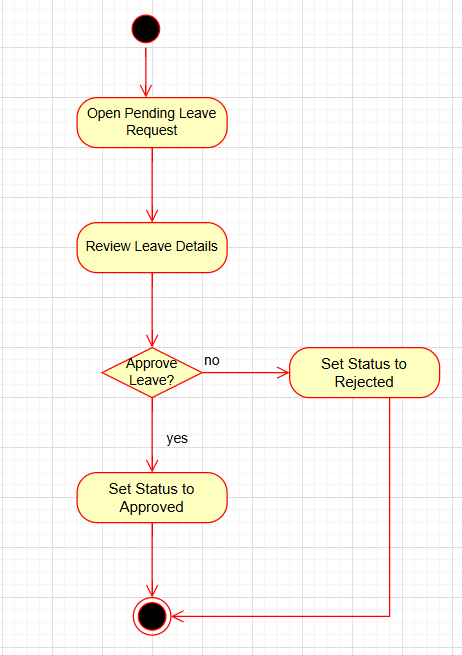 Open Pending Leave
Request
Review Leave Details
Approve
Leave?
no
Set Status to
Rejected
yes
Set Status to
Approved